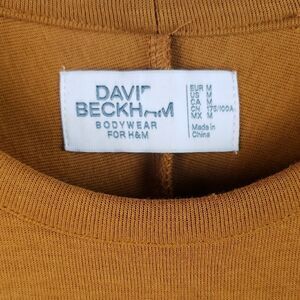 DAVID
BECKHAM
BODYWEAR
FOR H&M
EUR M
US M
CA M
CN 175/100A
MX M
Made in
China